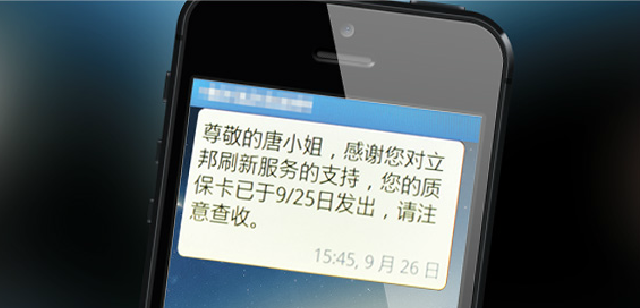 尊敬的唐小姐，感谢您对立
邦刷新服务的支持，您的质
保卡已于9/25日发出，请注
意查收。
15:45, 9 月 26 日